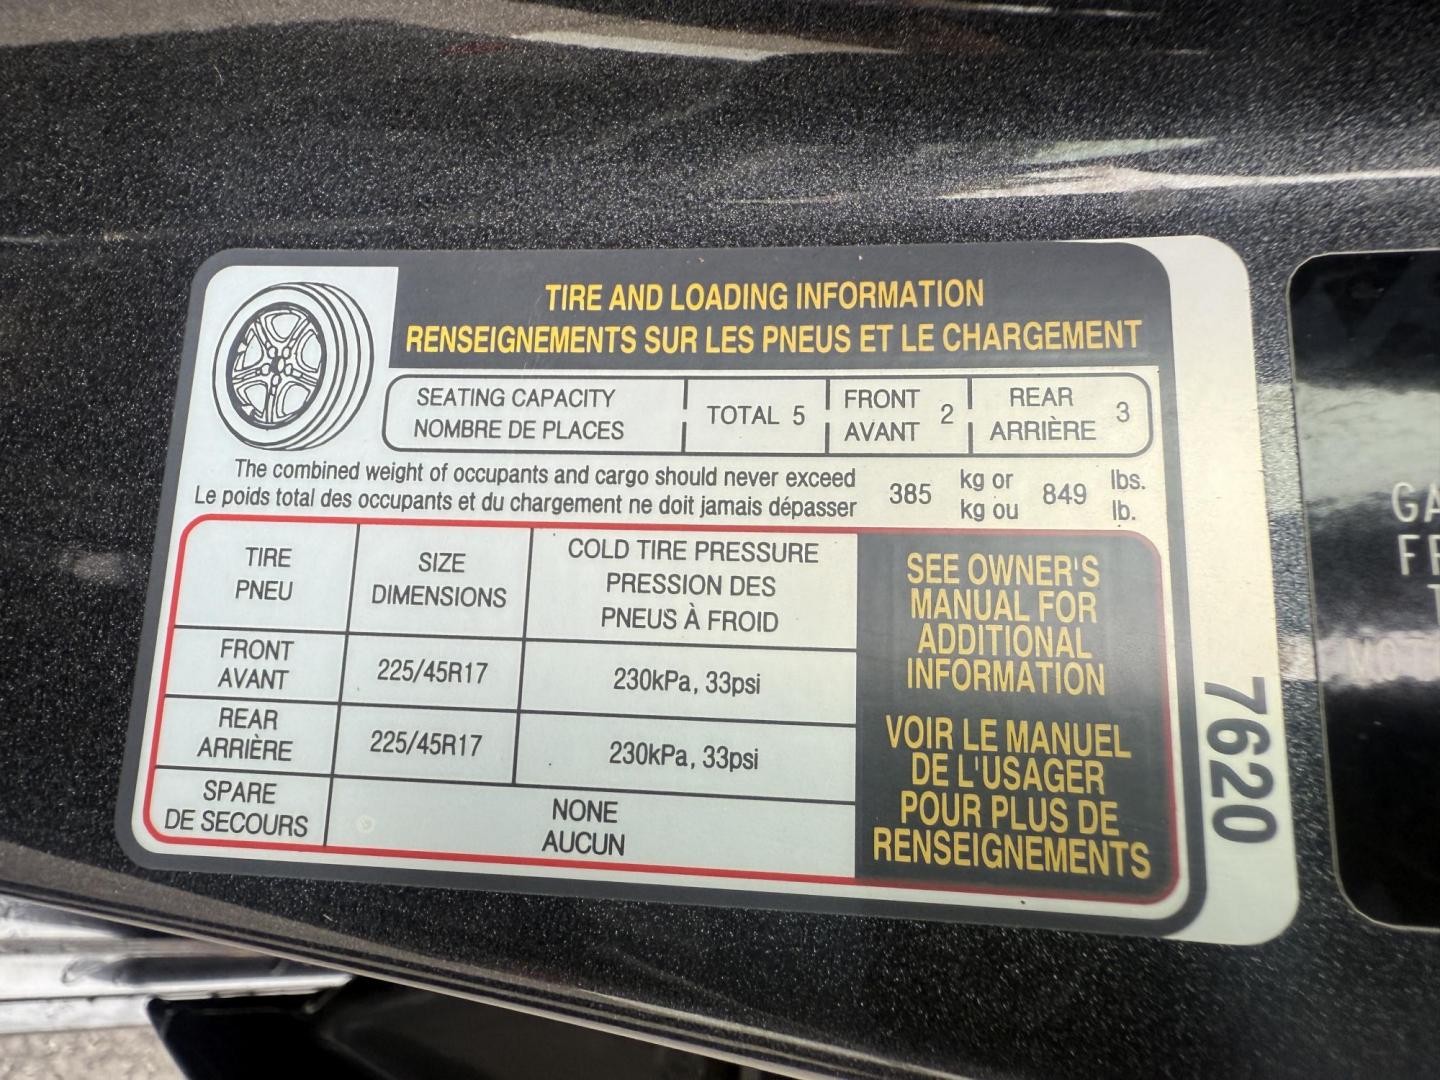 TIRE AND LOADING INFORMATION
RENSEIGNEMENTS SUR LES PNEUS ET LE CHARGEMENT
SEATING CAPACITY
NOMBRE DE PLACES
TOTAL 5
FRONT
AVANT
2
REAR
ARRIÈRE
3
The combined weight of occupants and cargo should never exceed
Le poids total des occupants et du chargement ne doit jamais dépasser
385
kg or
kg ou
849
lbs.
lb.
TIRE
PNEU
SIZE
DIMENSIONS
COLD TIRE PRESSURE
PRESSION DES
PNEUS À FROID
FRONT
AVANT
225/45R17
230kPa, 33psi
REAR
ARRIÈRE
225/45R17
230kPa, 33psi
SPARE
DE SECOURS
NONE
AUCUN
SEE OWNER'S
MANUAL FOR
ADDITIONAL
INFORMATION
VOIR LE MANUEL
DE L'USAGER
POUR PLUS DE
RENSEIGNEMENTS
7620